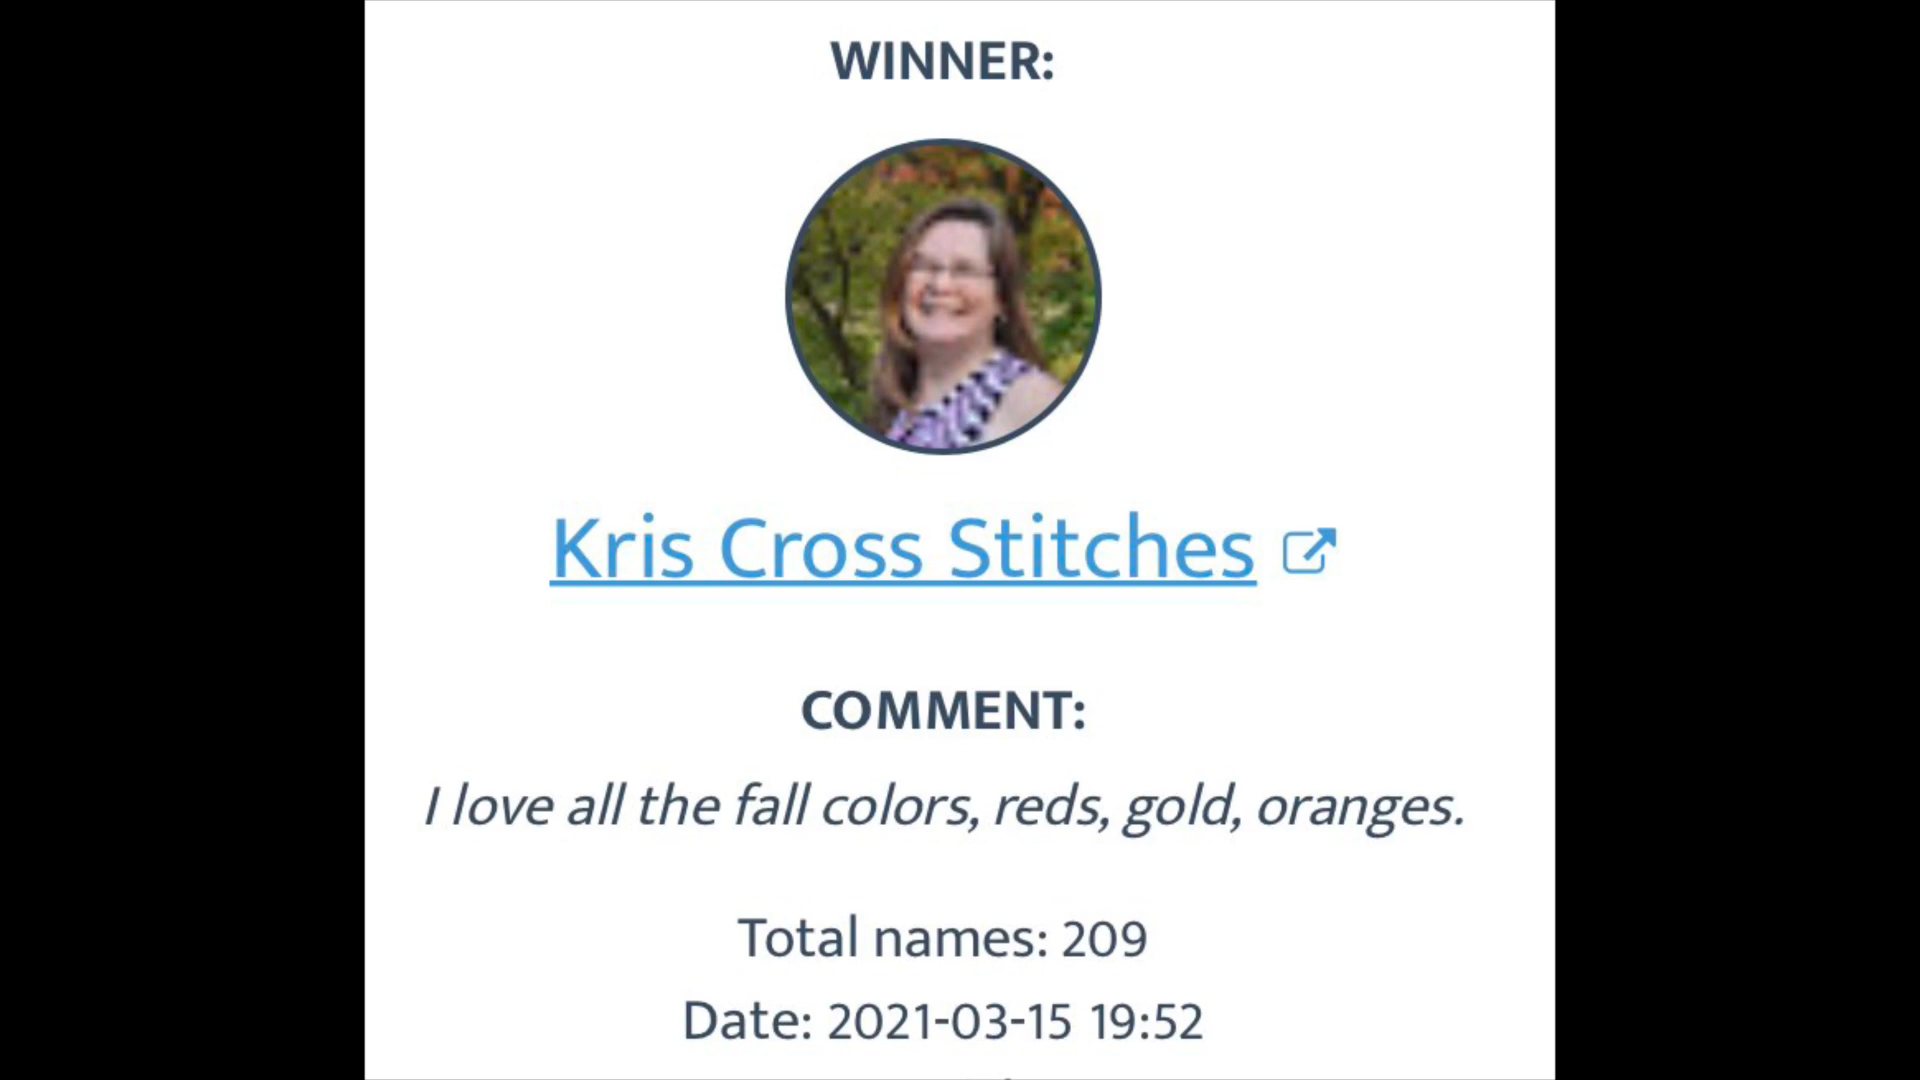 WINNER:
Kris Cross Stitches
COMMENT:
I love all the fall colors, reds, gold, oranges.
Total names: 209
Date: 2021-03-15 19:52